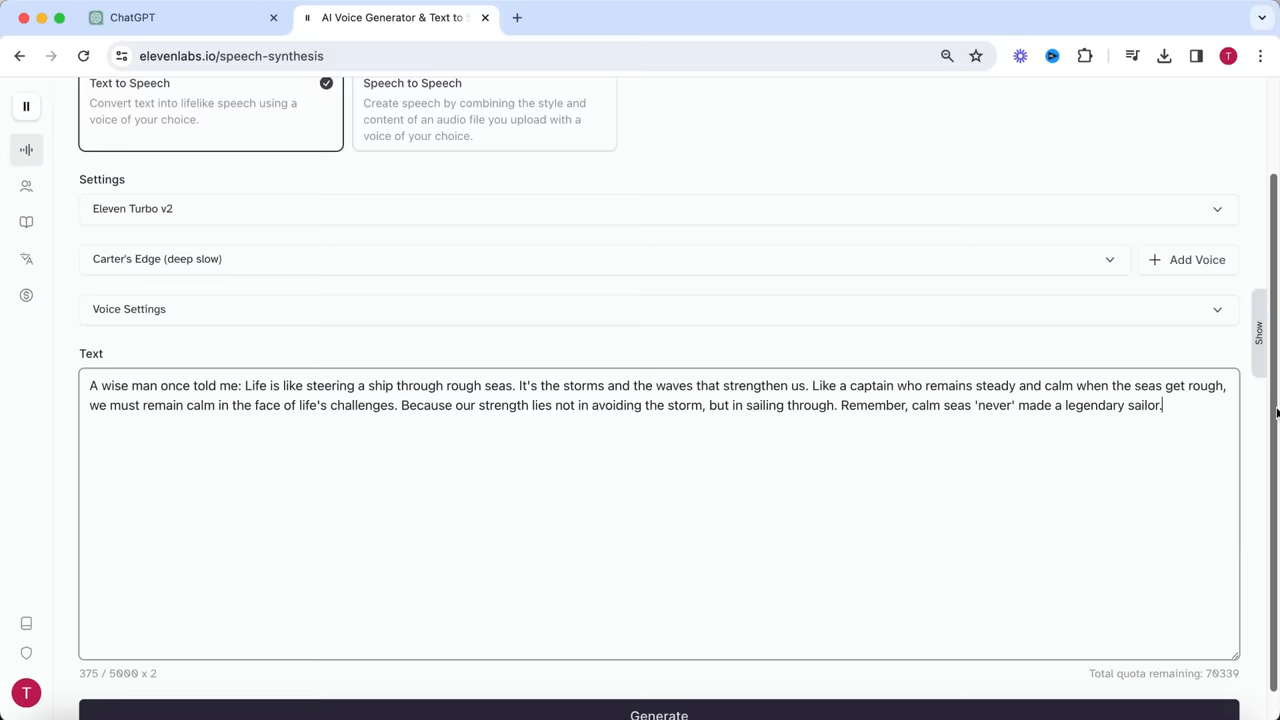 ChatGPT
AI Voice Generator & Text to
elevenlabs.io/speech-synthesis
T
Text to Speech
Convert text into lifelike speech using a
voice of your choice.
Speech to Speech
Create speech by combining the style and
content of an audio file you upload with a
voice of your choice.
Settings
Eleven Turbo v2
Carter's Edge (deep slow)
Add Voice
Voice Settings
Show
Text
A wise man once told me: Life is like steering a ship through rough seas. It's the storms and the waves that strengthen us. Like a captain who remains steady and calm when the seas get rough,
we must remain calm in the face of life's challenges. Because our strength lies not in avoiding the storm, but in sailing through. Remember, calm seas 'never' made a legendary sailor.
375 / 5000 x 2
Total quota remaining: 70339
T
Generate